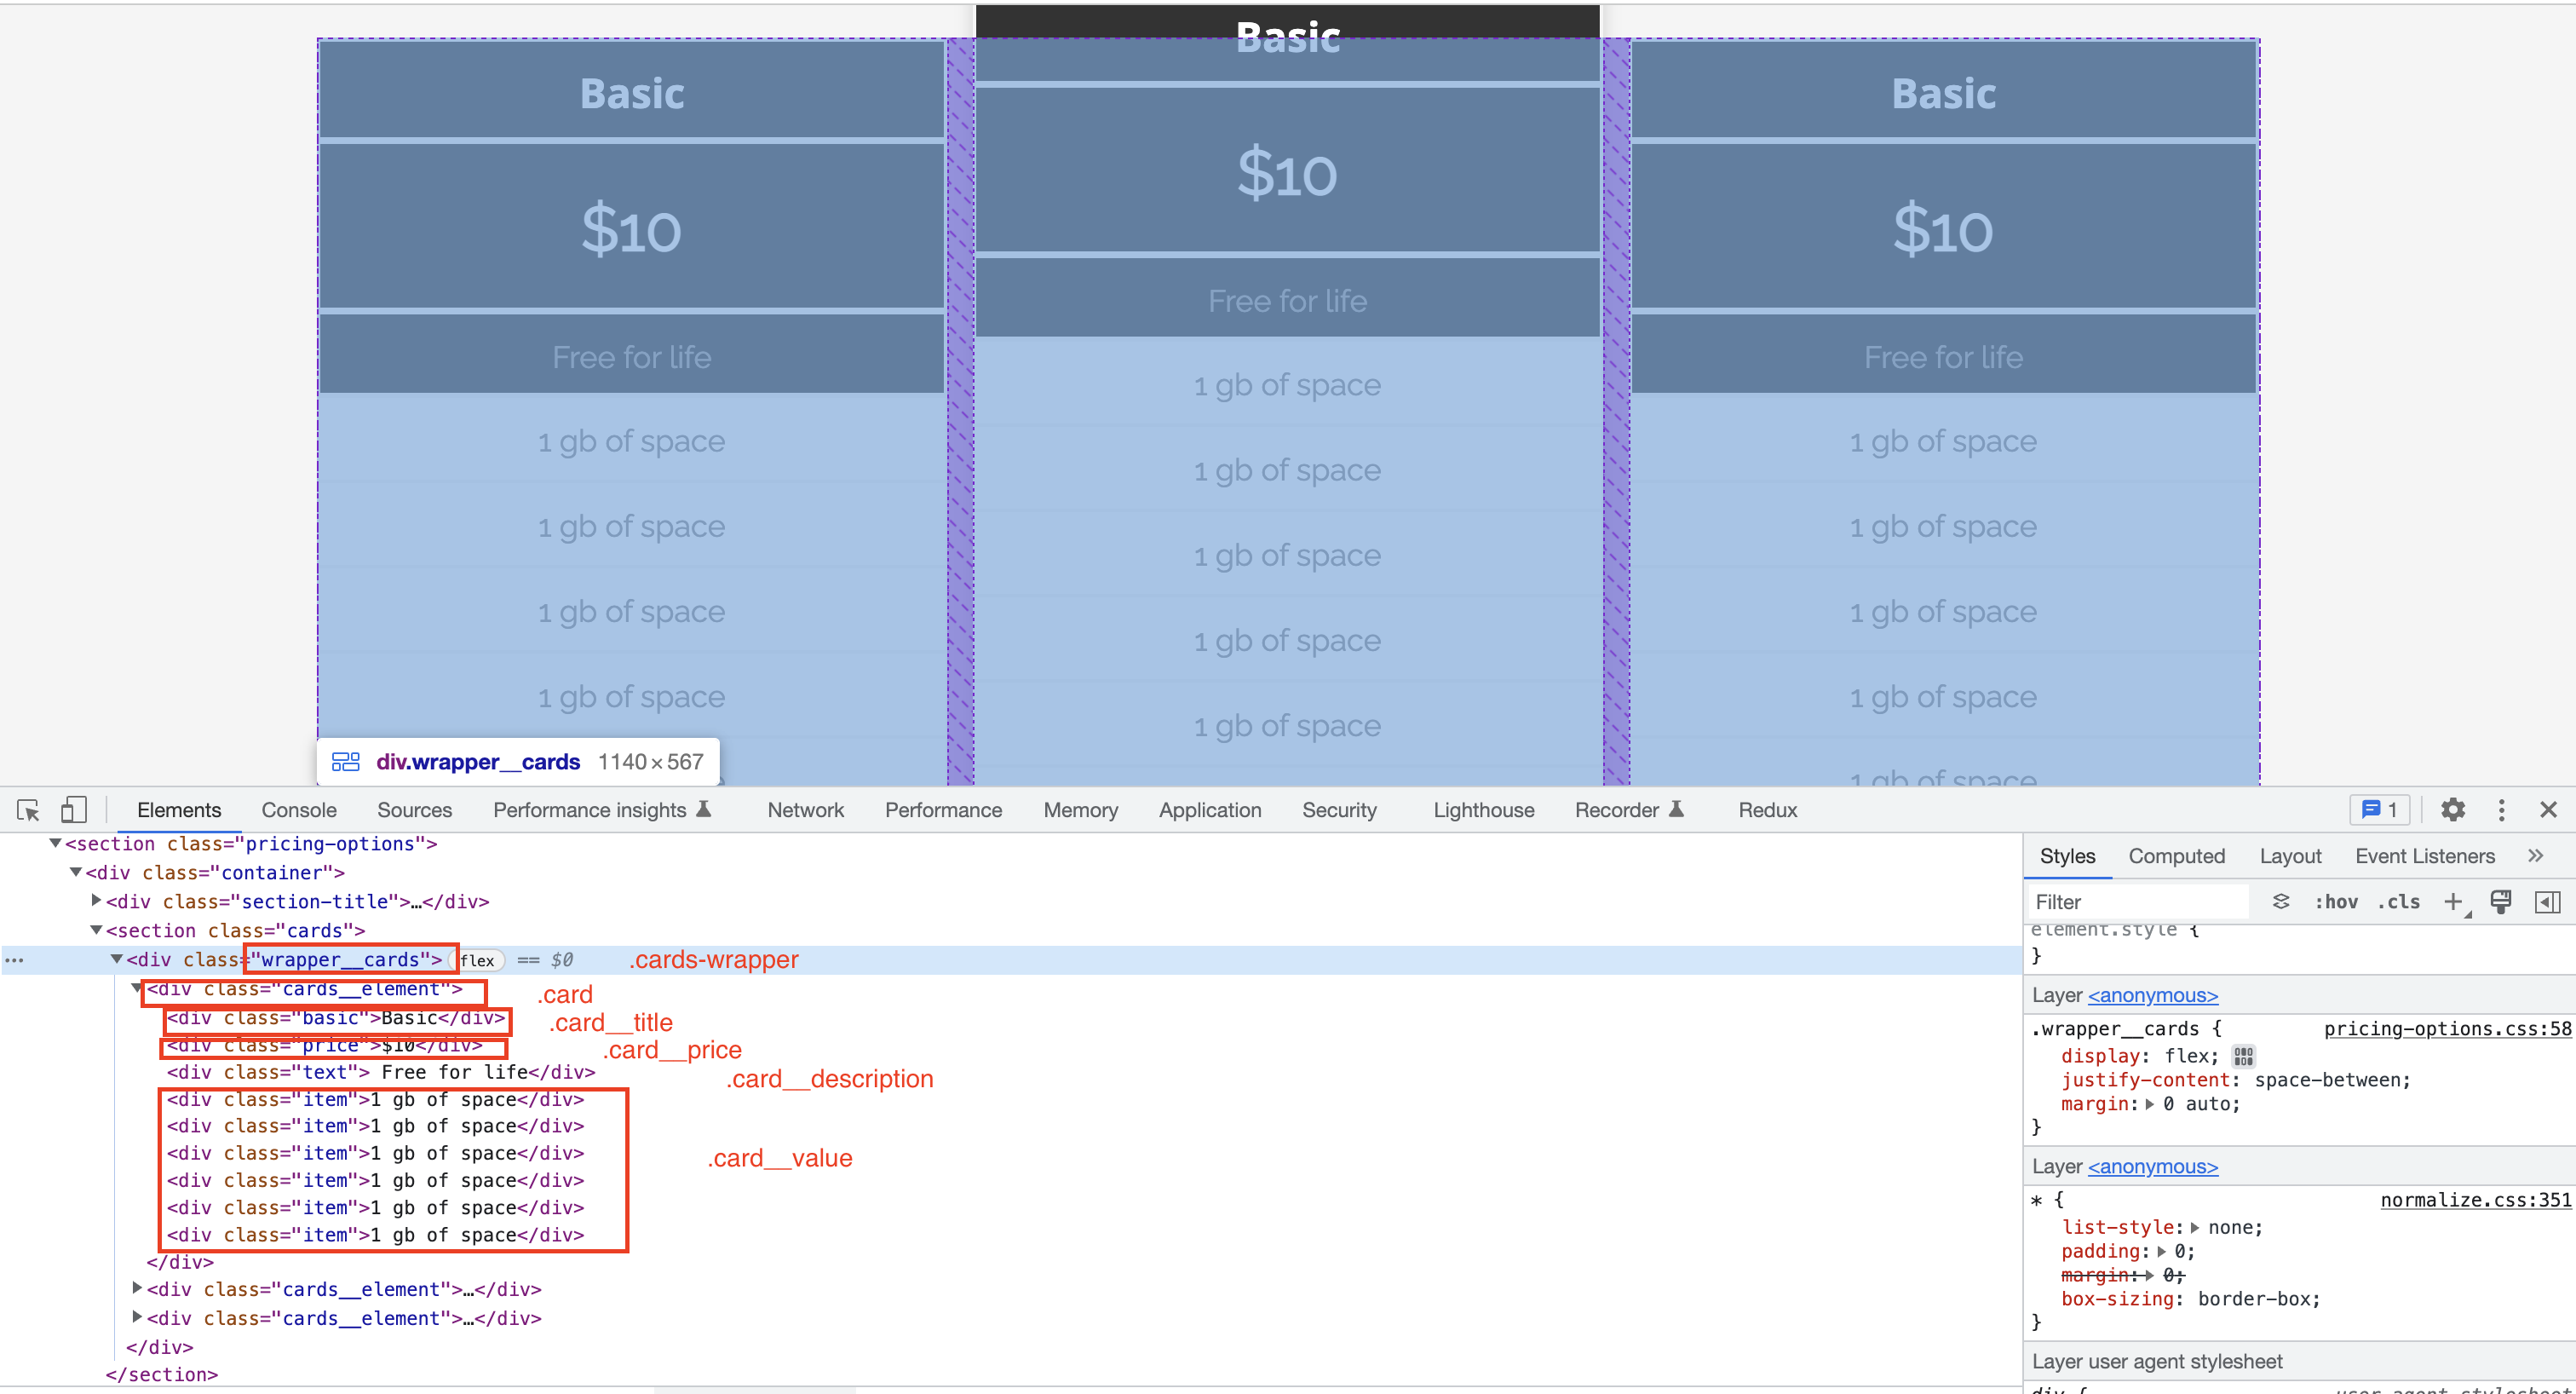 Basic
Basic
Basic
$10
$10
$10
Free for life
Free for life
Free for life
1 gb of space
1 gb of space
1 gb of space
1 gb of space
1 gb of space
1 gb of space
1 gb of space
1 gb of space
1 gb of space
1 gb of space
1 gb of space
1 gb of space
1 gb of space
1 gb of space
div.wrapper__cards 1140×567
Elements Console Sources Performance insights Network Performance Memory Application Security Lighthouse Recorder Redux 1
<section class="pricing-options">
<div class="container">
<div class="section-title">…</div>
<section class="cards">
<div class="wrapper__cards"> flex == $0 .cards-wrapper
<div class="cards__element"> .card
<div class="basic">Basic</div> .card__title
<div class="price">$10</div> .card__price
<div class="text"> Free for life</div> .card__description
<div class="item">1 gb of space</div>
<div class="item">1 gb of space</div>
<div class="item">1 gb of space</div> .card__value
<div class="item">1 gb of space</div>
<div class="item">1 gb of space</div>
<div class="item">1 gb of space</div>
</div>
<div class="cards__element">…</div>
<div class="cards__element">…</div>
</div>
</section>
Styles Computed Layout Event Listeners
Filter :hov .cls
element.style {
}
Layer <anonymous>
.wrapper__cards { pricing-options.css:58
display: flex;
justify-content: space-between;
margin: 0 auto;
}
Layer <anonymous>
* { normalize.css:351
list-style: none;
padding: 0;
margin: 0;
box-sizing: border-box;
}
Layer user agent stylesheet
div { user agent stylesheet